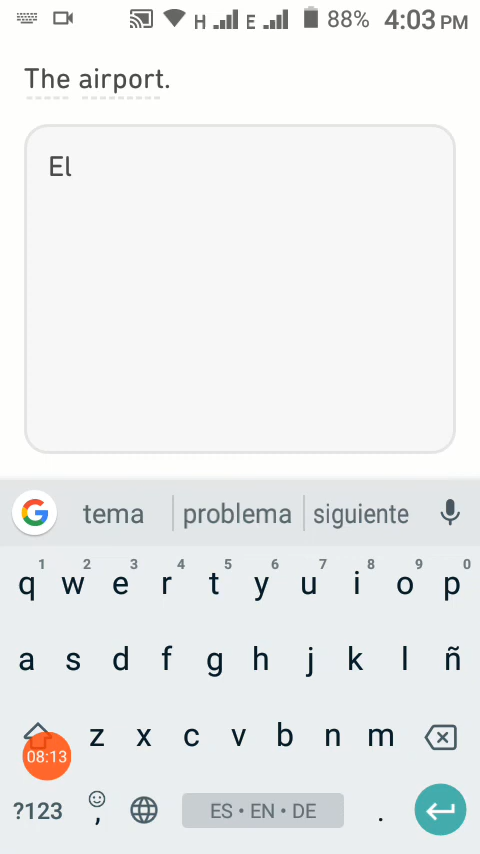 H E 88% 4:03 PM
The airport.
El
tema problema siguiente
1 2 3 4 5 6 7 8 9 0
q w e r t y u i o p
a s d f g h j k l ñ
z x c v b n m
08:13
?123 , ES • EN • DE .